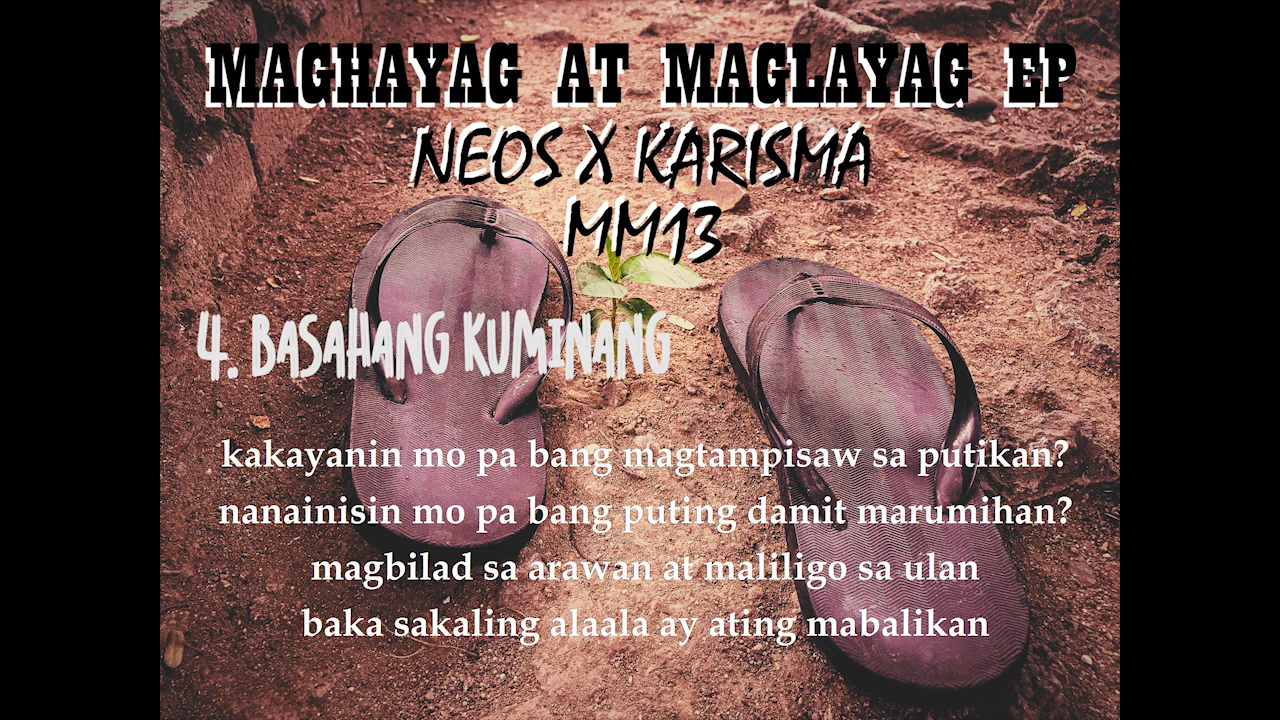 MAGHAYAG AT MAGLAYAG EP
NEOS X KARISMA
MM13
4. BASAHANG KUMINANG
kakayanin mo pa bang magtampisaw sa putikan?
nanainisin mo pa bang puting damit marumihan?
magbilad sa arawan at maliligo sa ulan
baka sakaling alaala ay ating mabalikan